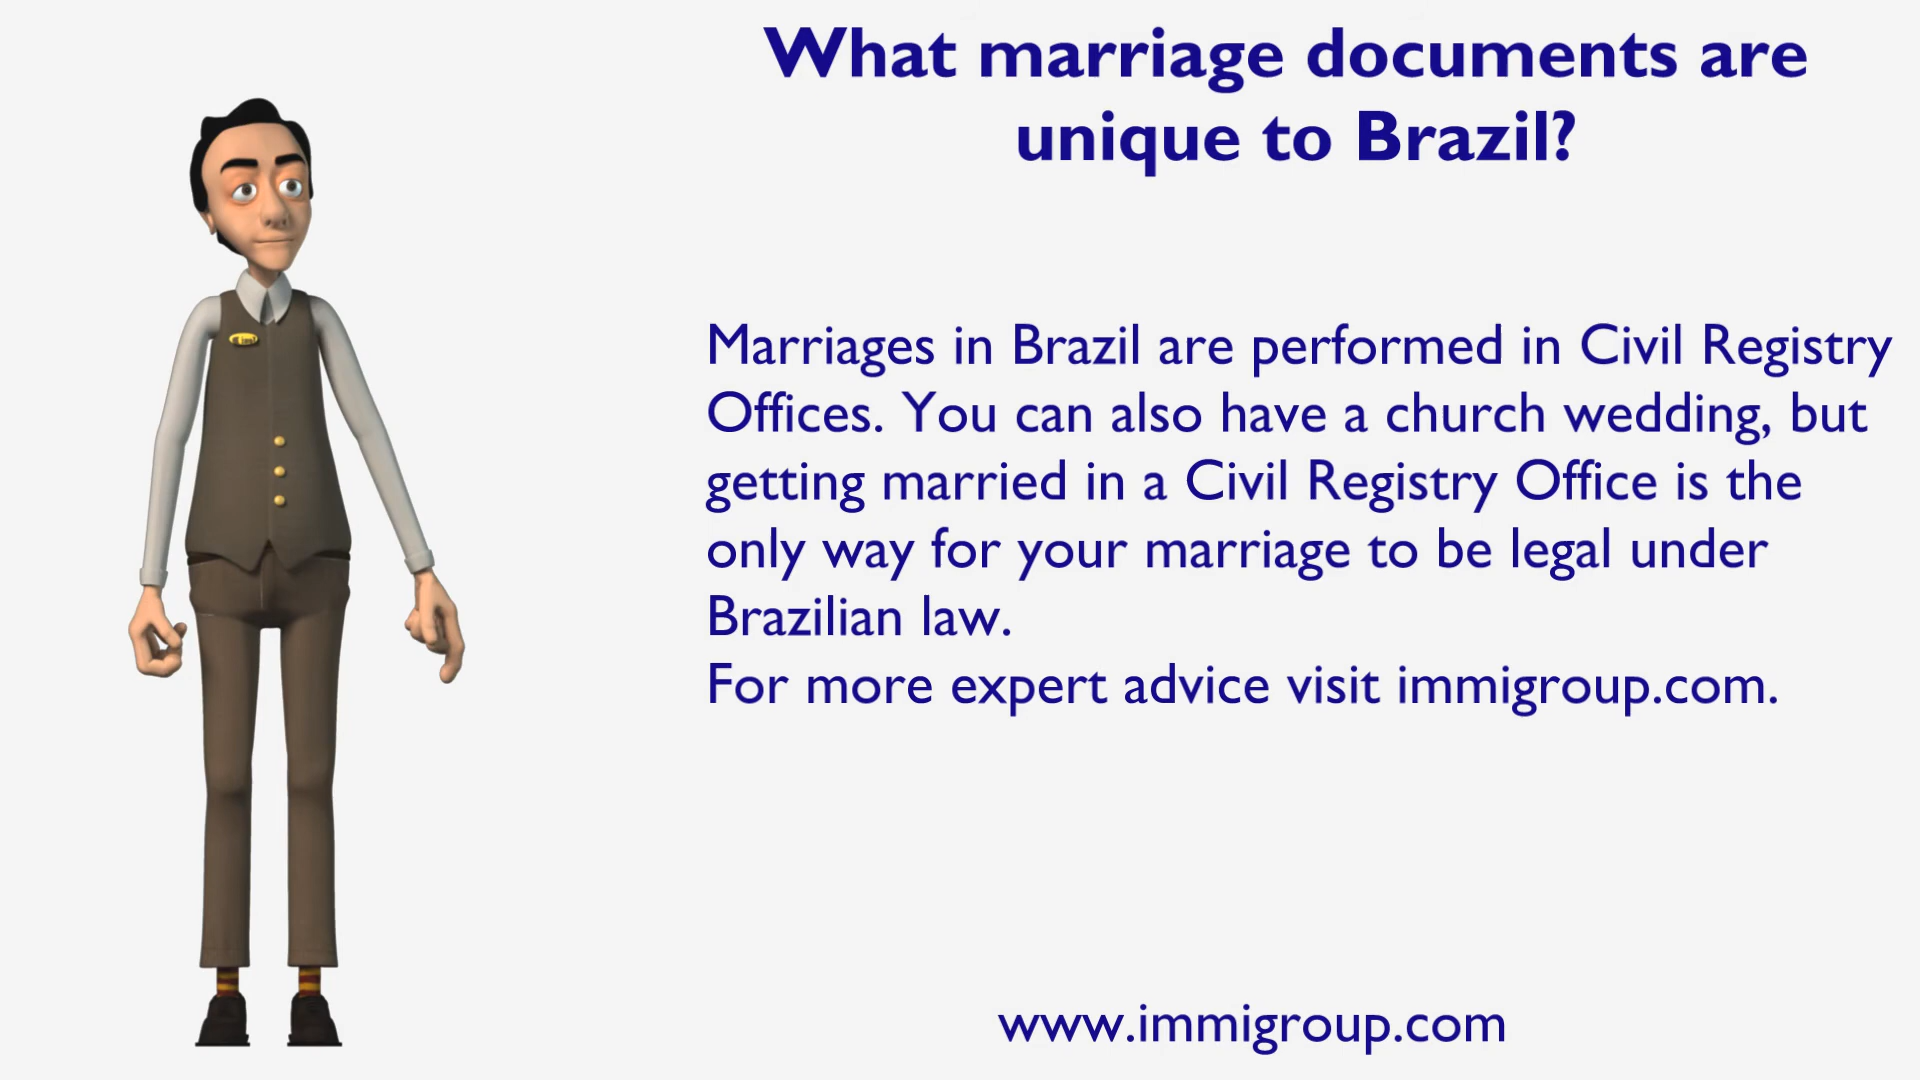 What marriage documents are
unique to Brazil?
Marriages in Brazil are performed in Civil Registry
Offices. You can also have a church wedding, but
getting married in a Civil Registry Office is the
only way for your marriage to be legal under
Brazilian law.
For more expert advice visit immigroup.com.
www.immigroup.com